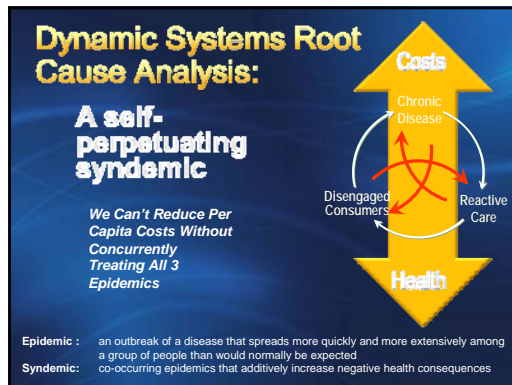 Dynamic Systems Root
Cause Analysis:
A self-
perpetuating
syndemic
We Can't Reduce Per
Capita Costs Without
Concurrently
Treating All 3
Epidemics
Costs
Chronic
Disease
Disengaged
Consumers
Reactive
Care
Health
Epidemic : an outbreak of a disease that spreads more quickly and more extensively among
a group of people than would normally be expected
Syndemic: co-occurring epidemics that additively increase negative health consequences